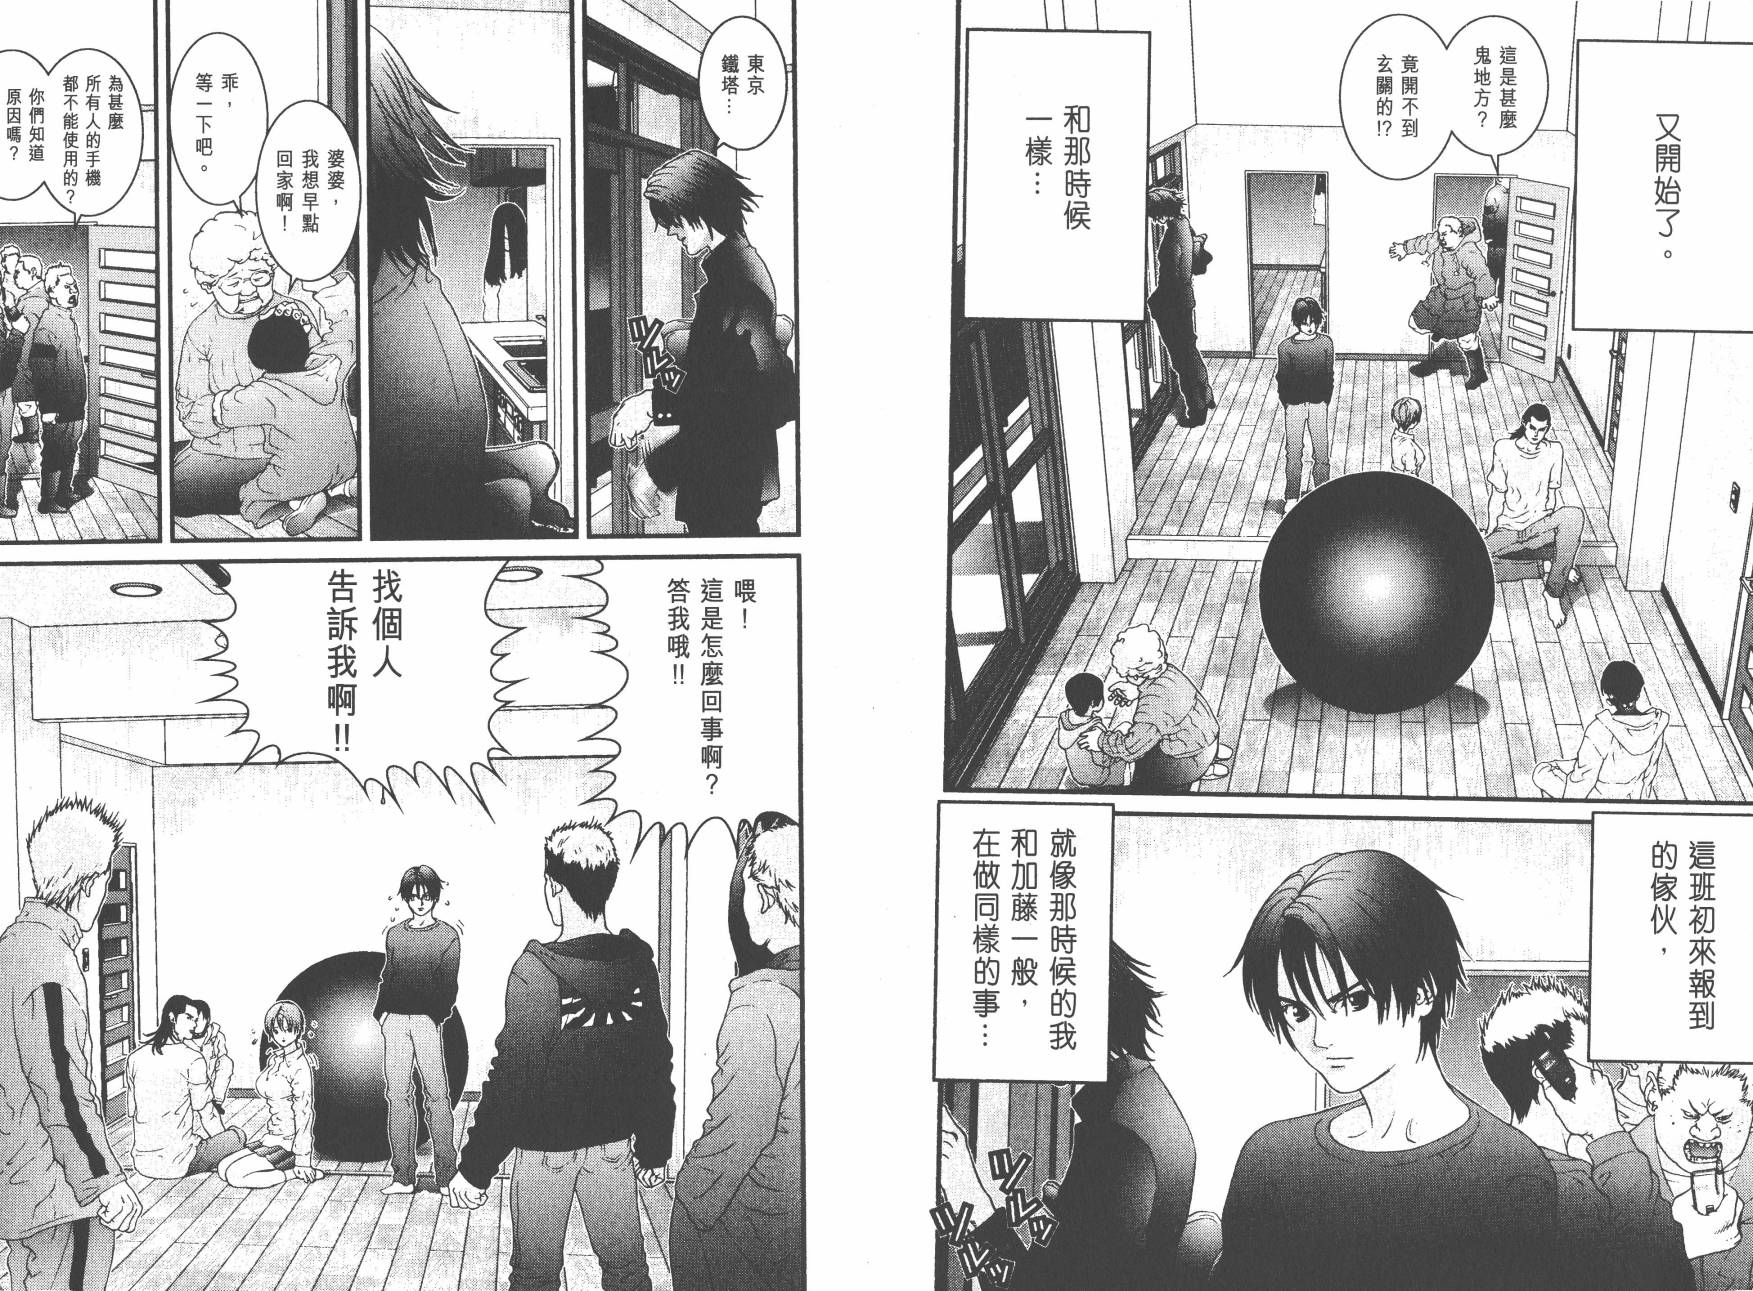 又開始了。
這是甚麼
鬼地方？
竟開不到
玄關的!?
和那時候
一樣…
這班初來報到
的傢伙，
就像那時候的我
和加藤一般，
在做同樣的事…
東京
鐵塔…
婆婆，
我想早點
回家啊！
乖，
等一下吧。
為甚麼
所有人的手機
都不能使用的？
你們知道
原因嗎？
喂！
這是怎麼回事啊？
答我哦!!
找個人
告訴我啊!!